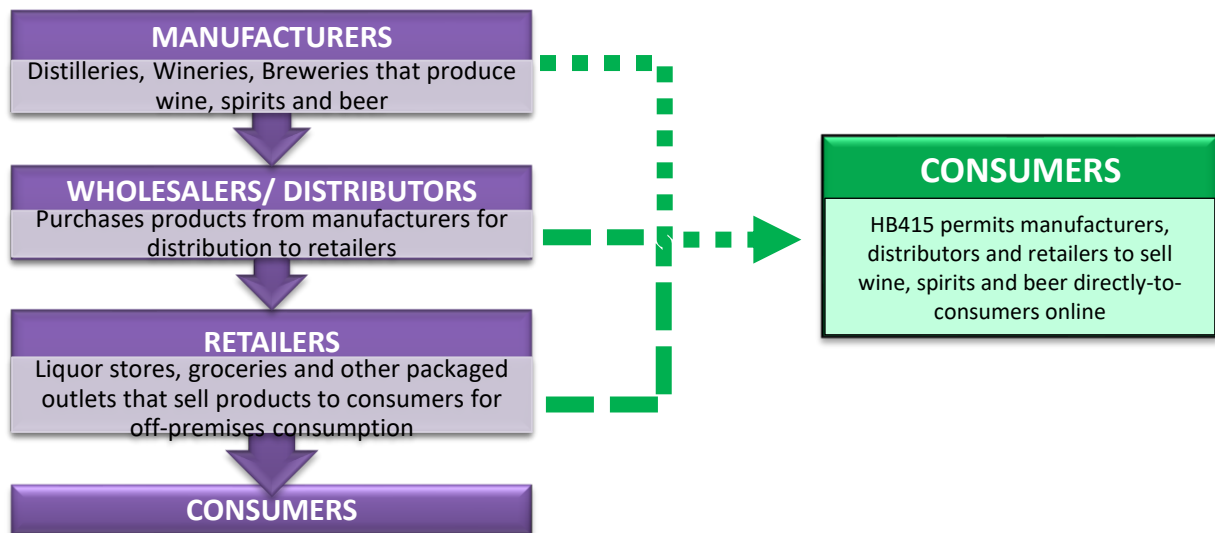 MANUFACTURERS
Distilleries, Wineries, Breweries that produce
wine, spirits and beer
WHOLESALERS/ DISTRIBUTORS
Purchases products from manufacturers for
distribution to retailers
RETAILERS
Liquor stores, groceries and other packaged
outlets that sell products to consumers for
off-premises consumption
CONSUMERS
CONSUMERS
HB415 permits manufacturers,
distributors and retailers to sell
wine, spirits and beer directly-to-
consumers online